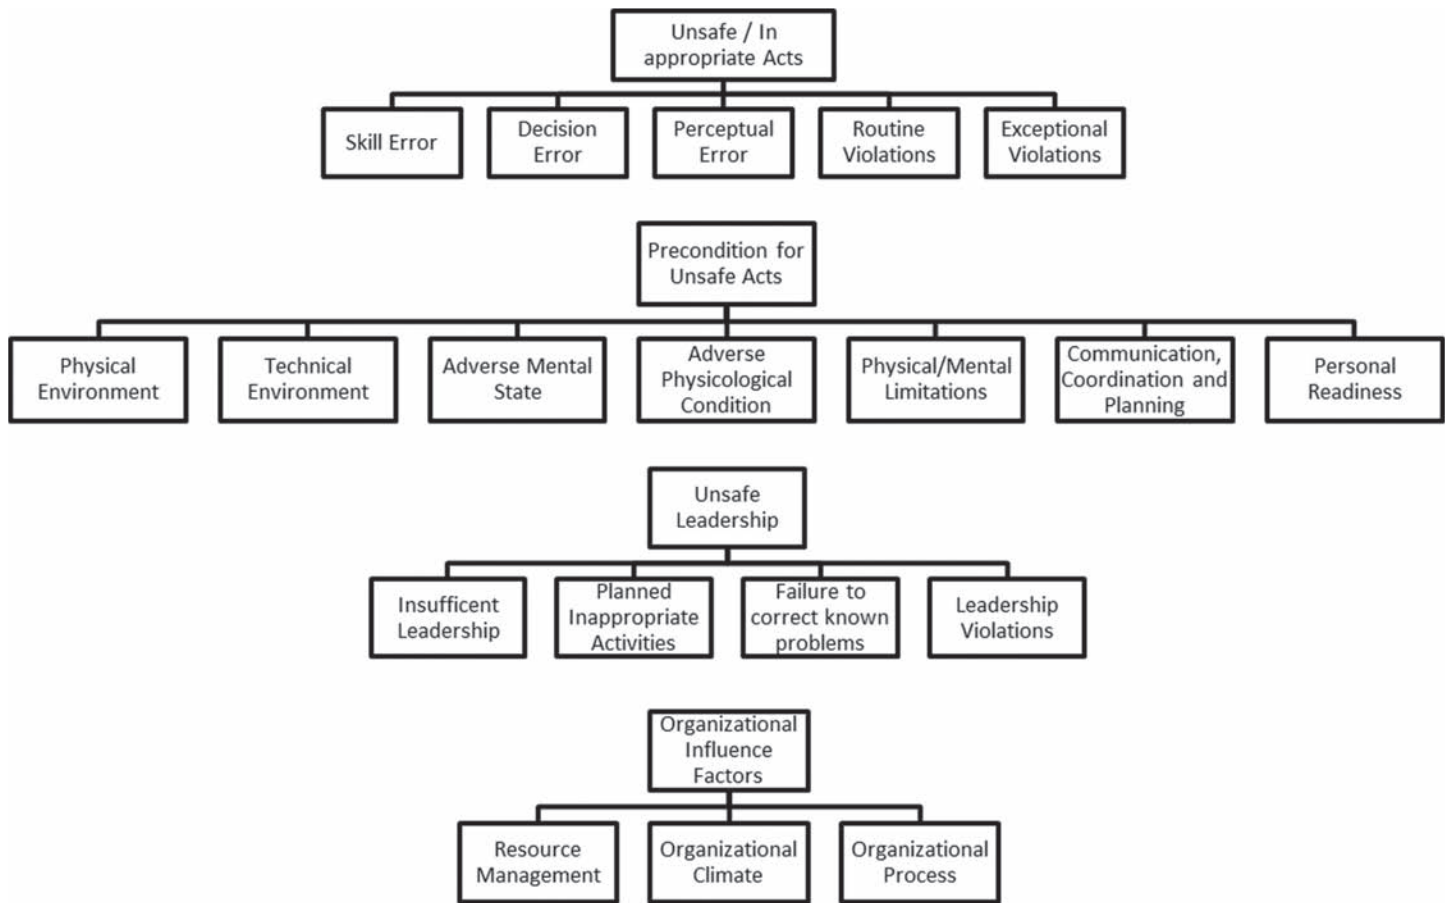 Unsafe / In
appropriate Acts
Skill Error
Decision
Error
Perceptual
Error
Routine
Violations
Exceptional
Violations
Precondition for
Unsafe Acts
Physical
Environment
Technical
Environment
Adverse Mental
State
Adverse
Physicological
Condition
Physical/Mental
Limitations
Communication,
Coordination and
Planning
Personal
Readiness
Unsafe
Leadership
Insufficent
Leadership
Planned
Inappropriate
Activities
Failure to
correct known
problems
Leadership
Violations
Organizational
Influence
Factors
Resource
Management
Organizational
Climate
Organizational
Process